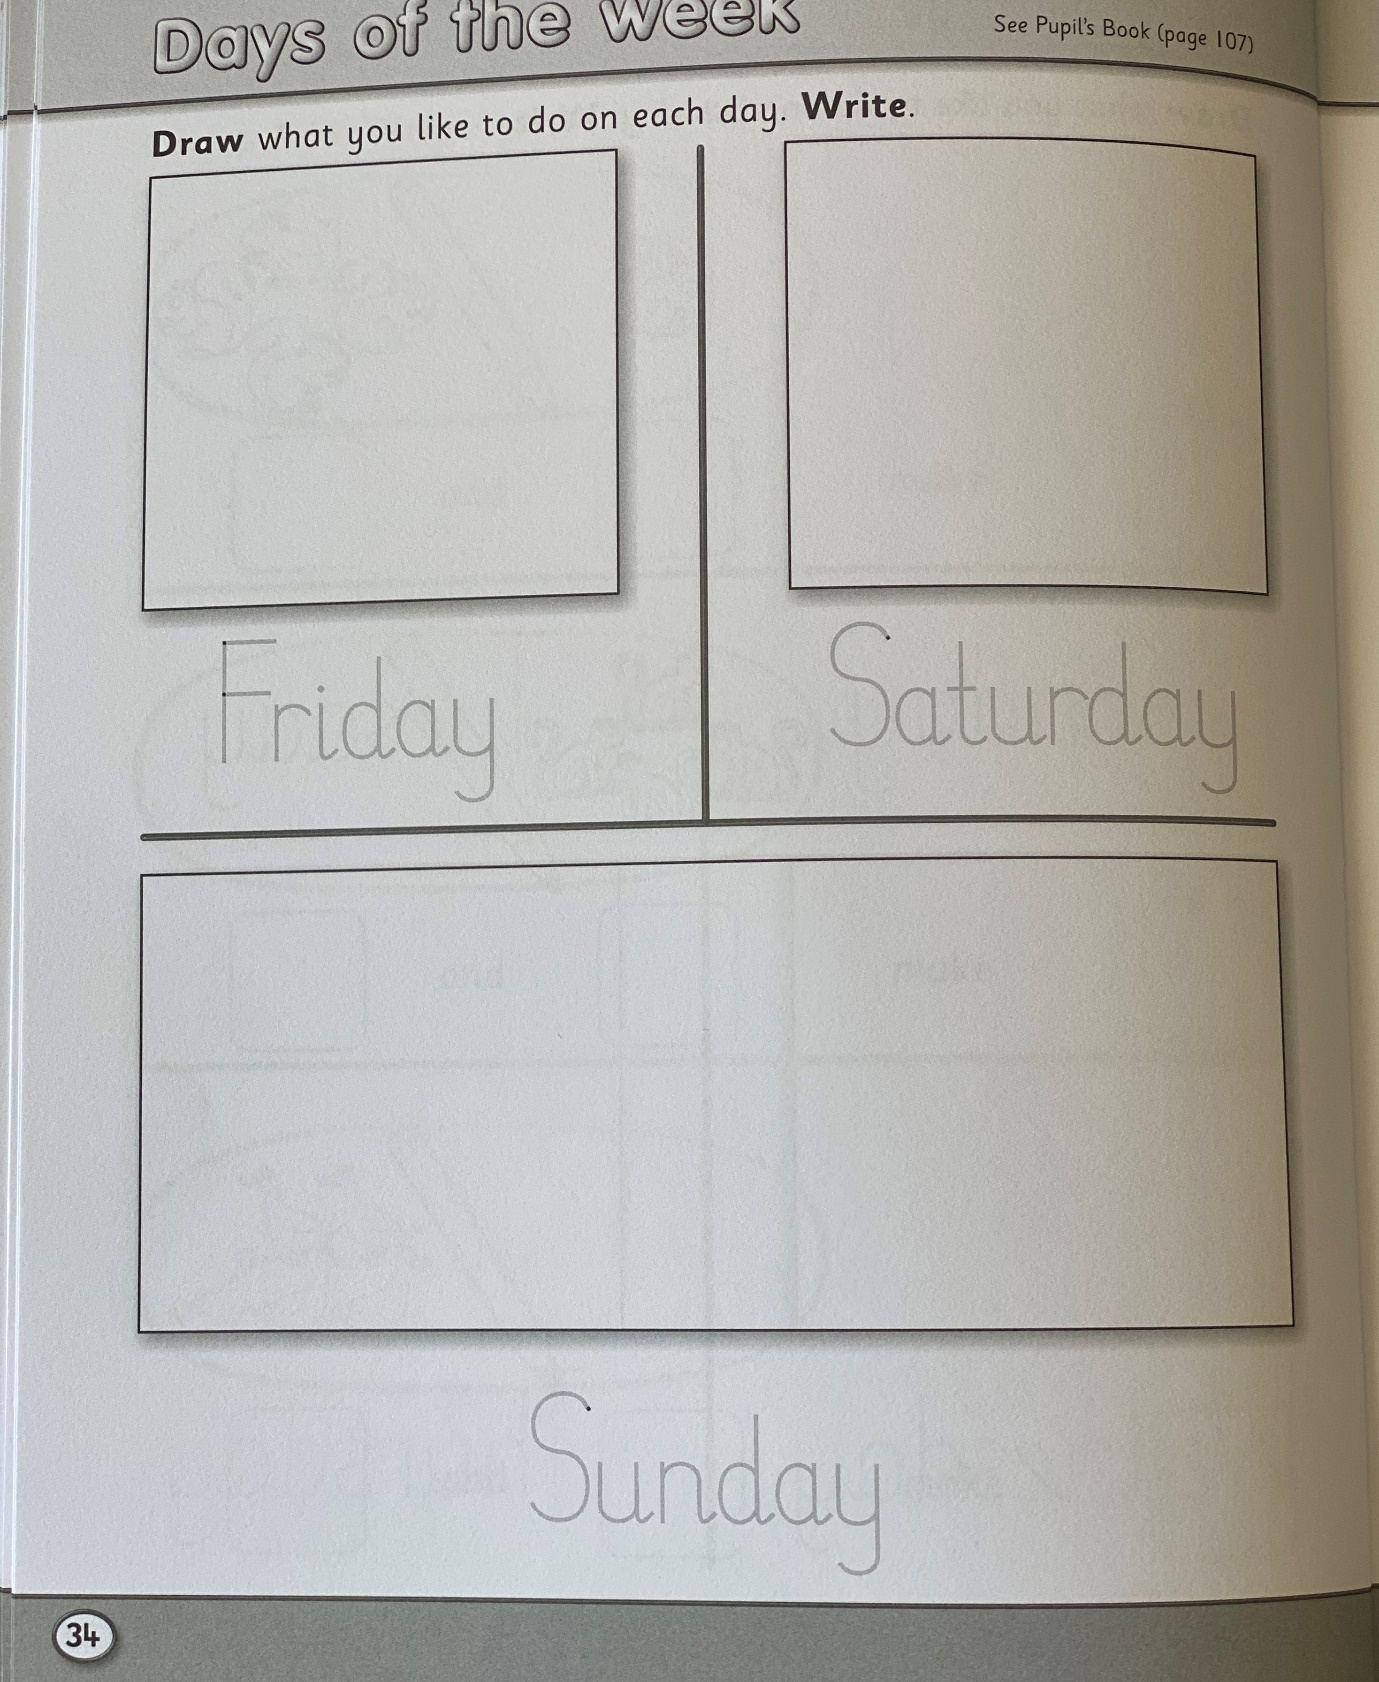 Days of the week
See Pupil's Book (page 107)
Draw what you like to do on each day. Write.
Friday
Saturday
Sunday
34